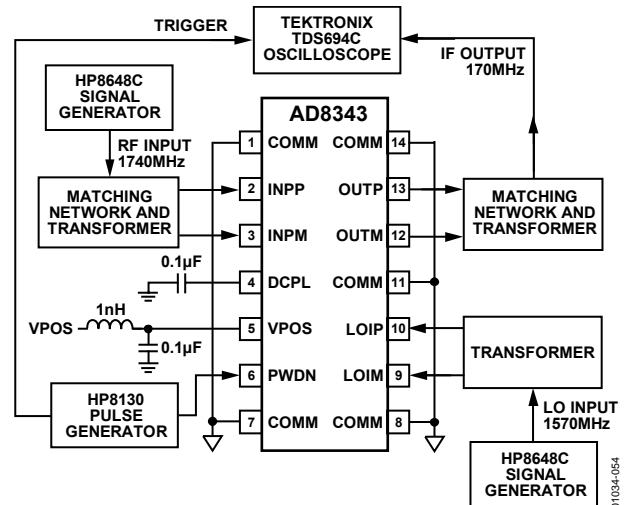 TRIGGER
TEKTRONIX
TDS694C
OSCILLOSCOPE
IF OUTPUT
170MHz
HP8648C
SIGNAL
GENERATOR
RF INPUT
1740MHz
MATCHING
NETWORK AND
TRANSFORMER
AD8343
1 COMM COMM 14
2 INPP OUTP 13
3 INPM OUTM 12
4 DCPL COMM 11
5 VPOS LOIP 10
6 PWDN LOIM 9
7 COMM COMM 8
MATCHING
NETWORK AND
TRANSFORMER
0.1µF
1nH
VPOS
0.1µF
HP8130
PULSE
GENERATOR
TRANSFORMER
LO INPUT
1570MHz
HP8648C
SIGNAL
GENERATOR
01034-054